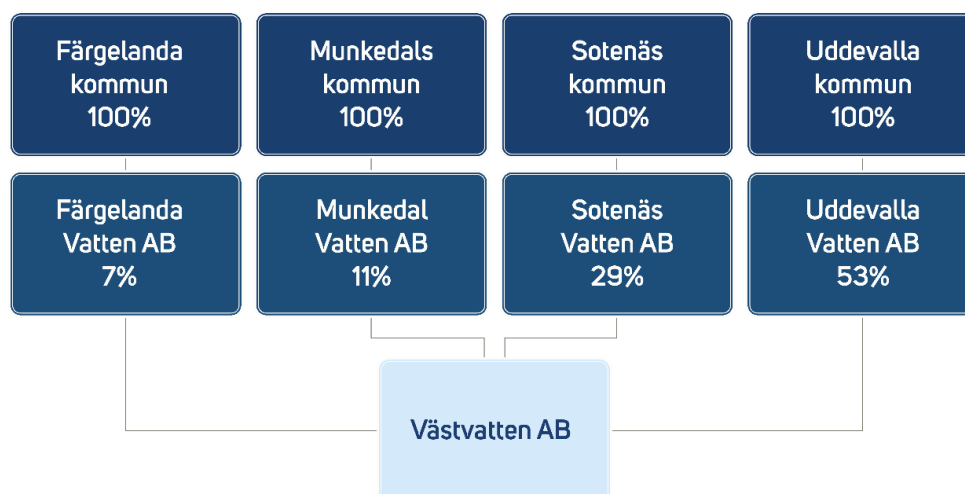 Färgelanda
kommun
100%
Munkedals
kommun
100%
Sotenäs
kommun
100%
Uddevalla
kommun
100%
Färgelanda
Vatten AB
7%
Munkedal
Vatten AB
11%
Sotenäs
Vatten AB
29%
Uddevalla
Vatten AB
53%
Västvatten AB